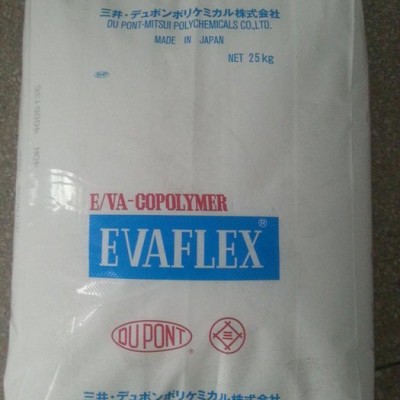 三井・デュポンポリケミカル株式会社
DU PONT-MITSUI POLYCHEMICALS CO.,LTD.
MADE IN JAPAN
NET 25kg
E/VA-COPOLYMER
EVAFLEX®
DU PONT®
三井・デュポンポリケミカル株式会社